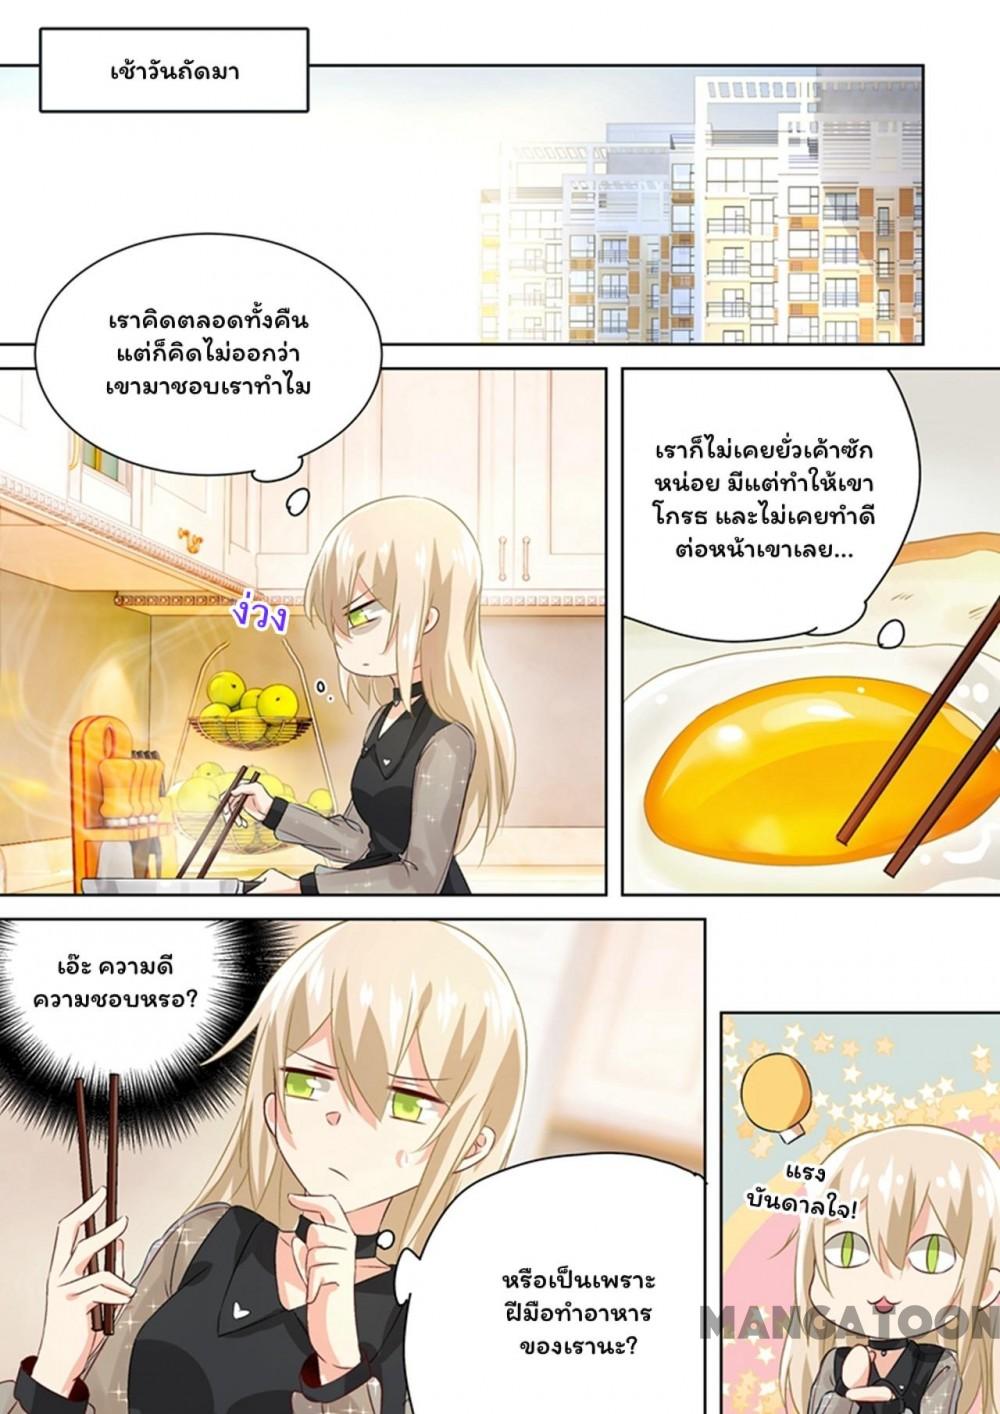 เช้าวันถัดมา
เราคิดตลอดทั้งคืน
แต่ก็คิดไม่ออกว่า
เขามาชอบเราทำไม
เราก็ไม่เคยยั่วเค้าซัก
หน่อย มีแต่ทำให้เขา
โกรธ และไม่เคยทำดี
ต่อหน้าเขาเลย...
ง่วง
เอ๊ะ ความดี
ความชอบหรอ?
หรือเป็นเพราะ
ฝีมือทำอาหาร
ของเรานะ?
แรง
บันดาลใจ!
MANGATOON